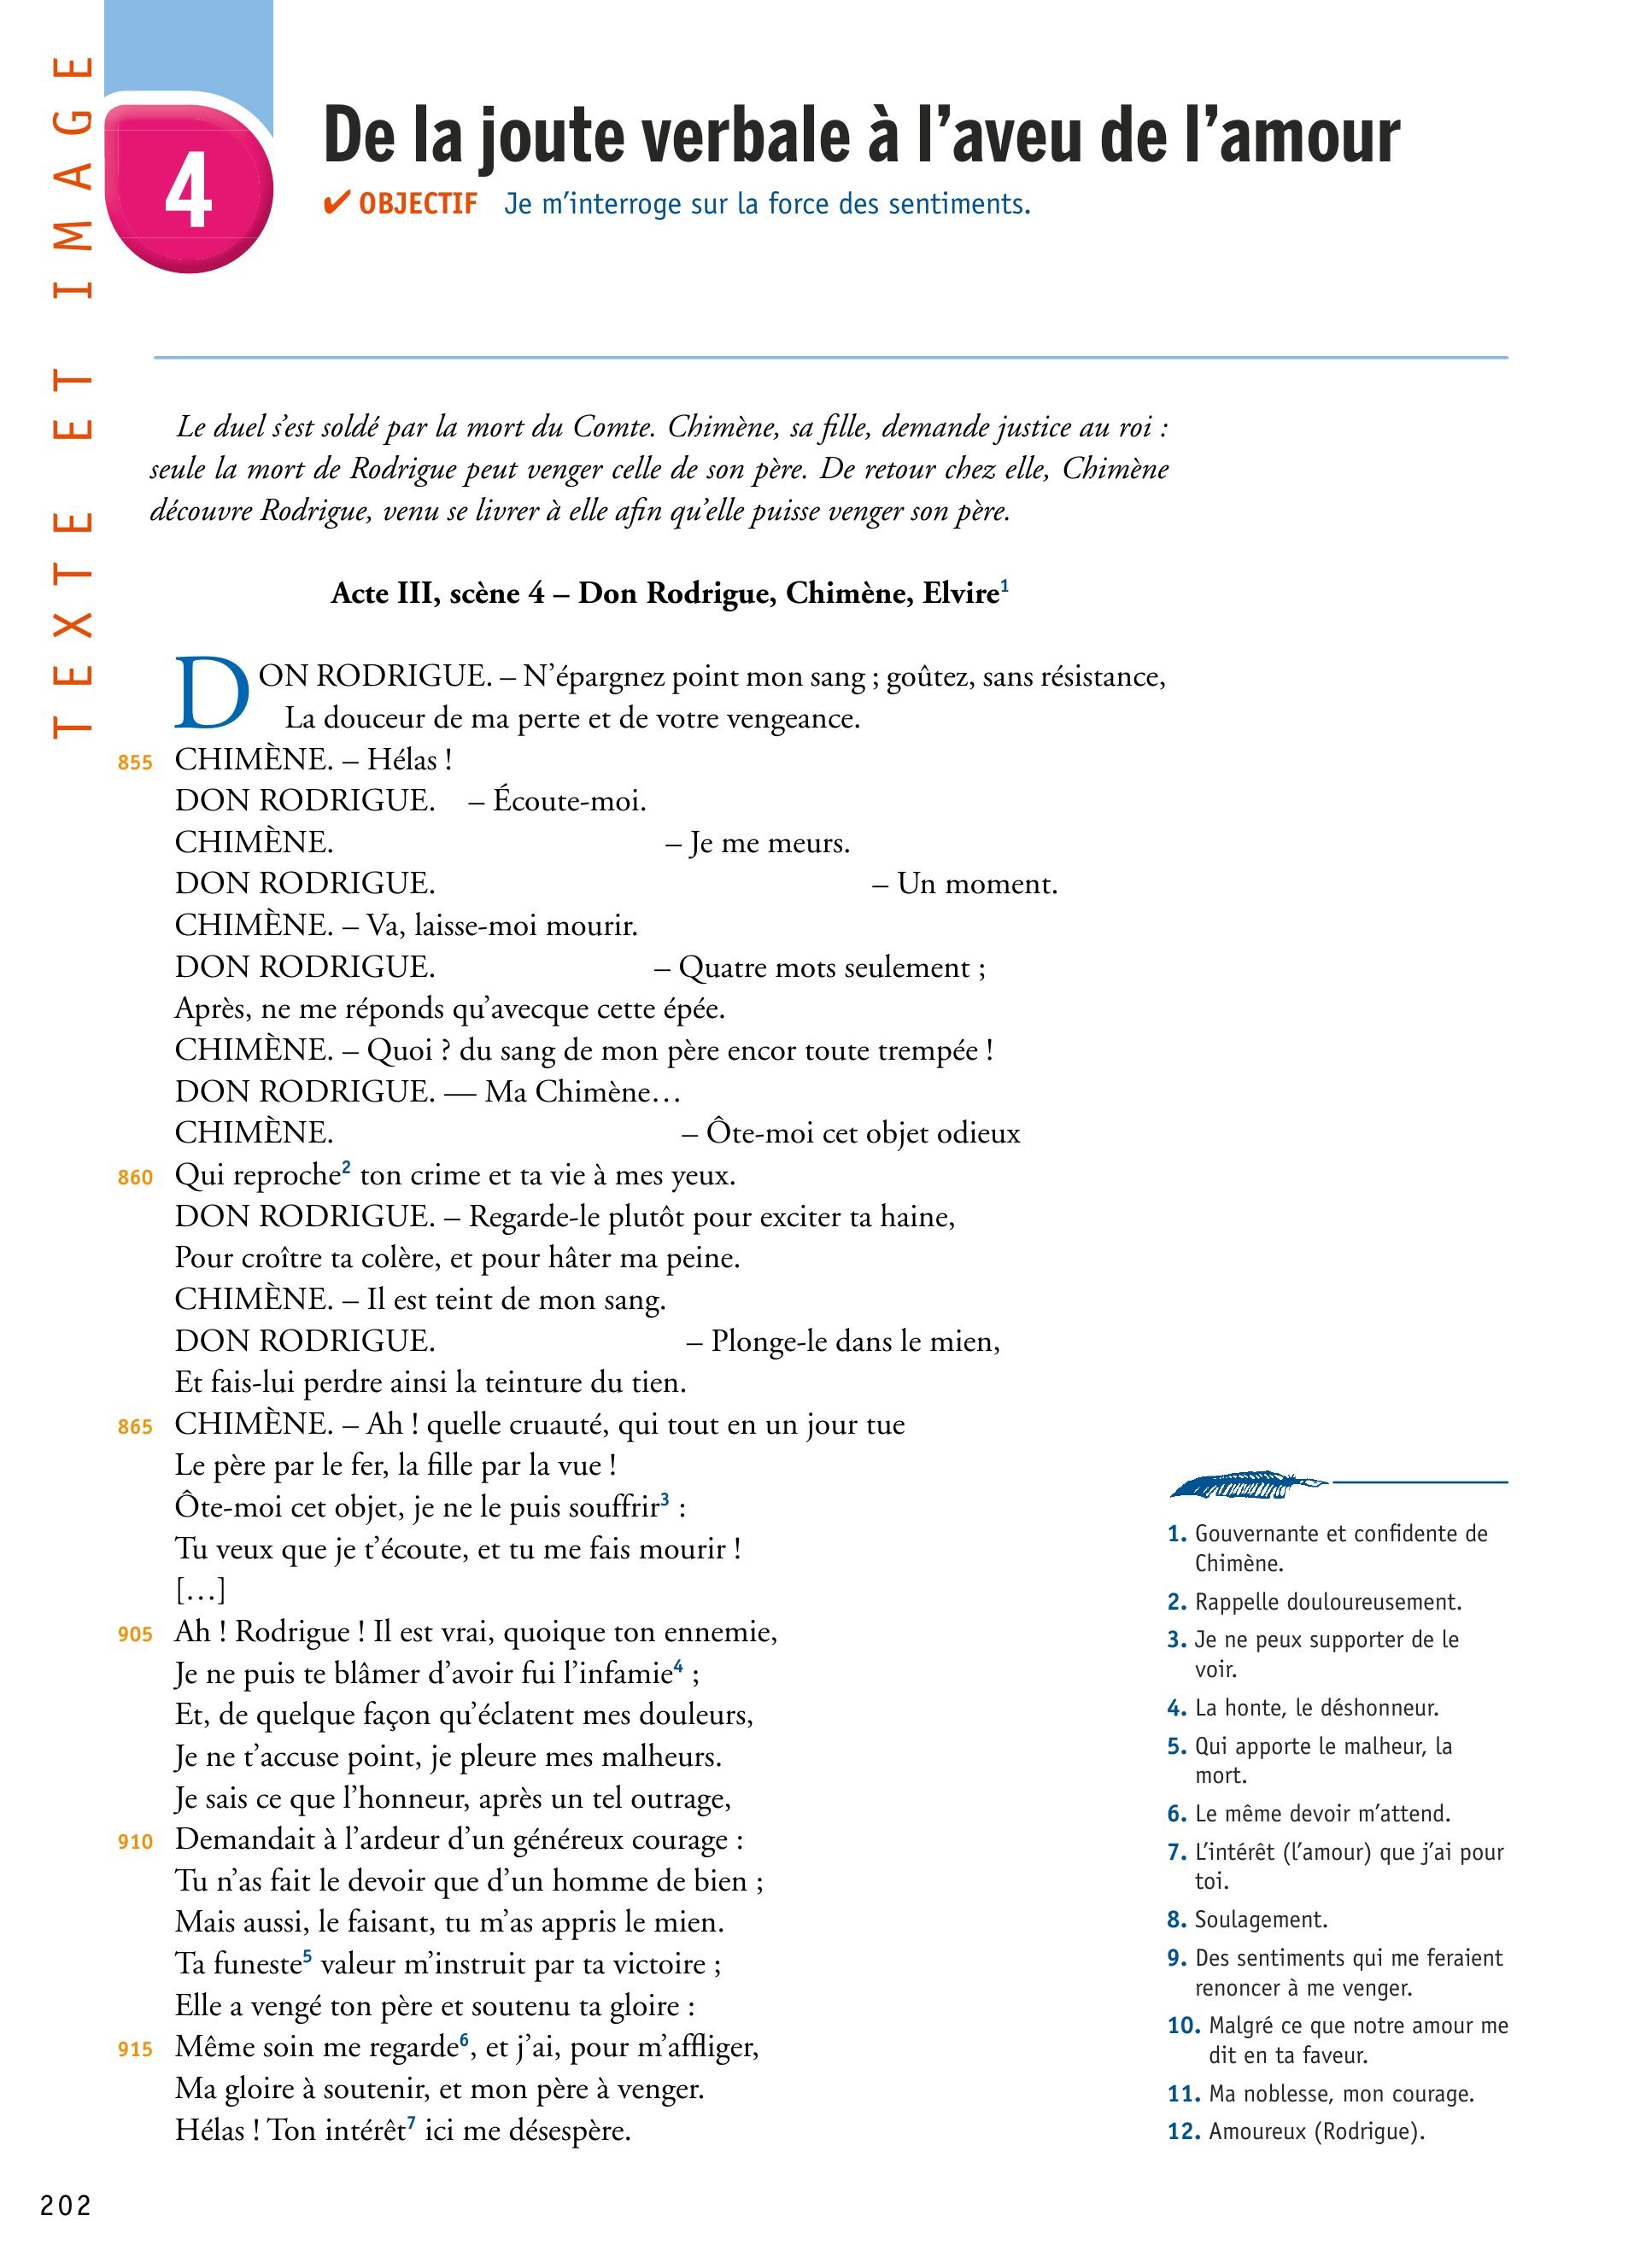 TEXTE ET IMAGE
4
De la joute verbale à l'aveu de l'amour
✔ OBJECTIF Je m'interroge sur la force des sentiments.
Le duel s'est soldé par la mort du Comte. Chimène, sa fille, demande justice au roi :
seule la mort de Rodrigue peut venger celle de son père. De retour chez elle, Chimène
découvre Rodrigue, venu se livrer à elle afin qu'elle puisse venger son père.
Acte III, scène 4 – Don Rodrigue, Chimène, Elvire1
DON RODRIGUE. – N'épargnez point mon sang ; goûtez, sans résistance,
La douceur de ma perte et de votre vengeance.
855 CHIMÈNE. – Hélas !
DON RODRIGUE. – Écoute-moi.
CHIMÈNE. – Je me meurs.
DON RODRIGUE. – Un moment.
CHIMÈNE. – Va, laisse-moi mourir.
DON RODRIGUE. – Quatre mots seulement ;
Après, ne me réponds qu'avecque cette épée.
CHIMÈNE. – Quoi ? du sang de mon père encor toute trempée !
DON RODRIGUE. — Ma Chimène…
CHIMÈNE. – Ôte-moi cet objet odieux
860 Qui reproche2 ton crime et ta vie à mes yeux.
DON RODRIGUE. – Regarde-le plutôt pour exciter ta haine,
Pour croître ta colère, et pour hâter ma peine.
CHIMÈNE. – Il est teint de mon sang.
DON RODRIGUE. – Plonge-le dans le mien,
Et fais-lui perdre ainsi la teinture du tien.
865 CHIMÈNE. – Ah ! quelle cruauté, qui tout en un jour tue
Le père par le fer, la fille par la vue !
Ôte-moi cet objet, je ne le puis souffrir3 :
Tu veux que je t'écoute, et tu me fais mourir !
[…]
905 Ah ! Rodrigue ! Il est vrai, quoique ton ennemie,
Je ne puis te blâmer d'avoir fui l'infamie4 ;
Et, de quelque façon qu'éclatent mes douleurs,
Je ne t'accuse point, je pleure mes malheurs.
Je sais ce que l'honneur, après un tel outrage,
910 Demandait à l'ardeur d'un généreux courage :
Tu n'as fait le devoir que d'un homme de bien ;
Mais aussi, le faisant, tu m'as appris le mien.
Ta funeste5 valeur m'instruit par ta victoire ;
Elle a vengé ton père et soutenu ta gloire :
915 Même soin me regarde6, et j'ai, pour m'affliger,
Ma gloire à soutenir, et mon père à venger.
Hélas ! Ton intérêt7 ici me désespère.
1. Gouvernante et confidente de
Chimène.
2. Rappelle douloureusement.
3. Je ne peux supporter de le
voir.
4. La honte, le déshonneur.
5. Qui apporte le malheur, la
mort.
6. Le même devoir m'attend.
7. L'intérêt (l'amour) que j'ai pour
toi.
8. Soulagement.
9. Des sentiments qui me feraient
renoncer à me venger.
10. Malgré ce que notre amour me
dit en ta faveur.
11. Ma noblesse, mon courage.
12. Amoureux (Rodrigue).
202